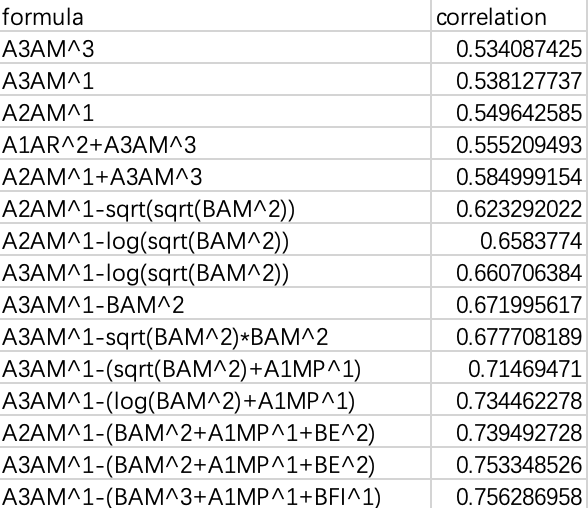 formula correlation
A3AM^3 0.534087425
A3AM^1 0.538127737
A2AM^1 0.549642585
A1AR^2+A3AM^3 0.555209493
A2AM^1+A3AM^3 0.584999154
A2AM^1-sqrt(sqrt(BAM^2)) 0.623292022
A2AM^1-log(sqrt(BAM^2)) 0.6583774
A3AM^1-log(sqrt(BAM^2)) 0.660706384
A3AM^1-BAM^2 0.671995617
A3AM^1-sqrt(BAM^2)*BAM^2 0.677708189
A3AM^1-(sqrt(BAM^2)+A1MP^1) 0.71469471
A3AM^1-(log(BAM^2)+A1MP^1) 0.734462278
A2AM^1-(BAM^2+A1MP^1+BE^2) 0.739492728
A3AM^1-(BAM^2+A1MP^1+BE^2) 0.753348526
A3AM^1-(BAM^3+A1MP^1+BFI^1) 0.756286958